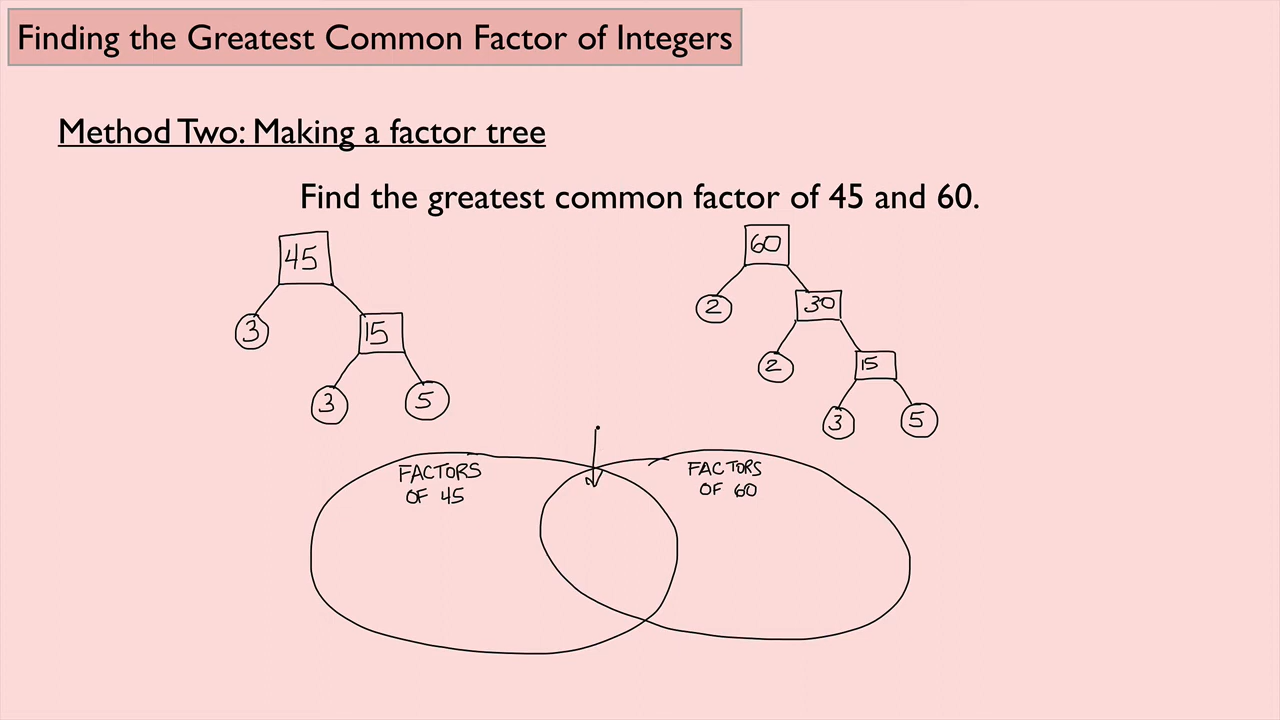 Finding the Greatest Common Factor of Integers
Method Two: Making a factor tree
Find the greatest common factor of 45 and 60.
45
60
3
15
2
30
3
5
2
15
3
5
FACTORS
OF 45
FACTORS
OF 60